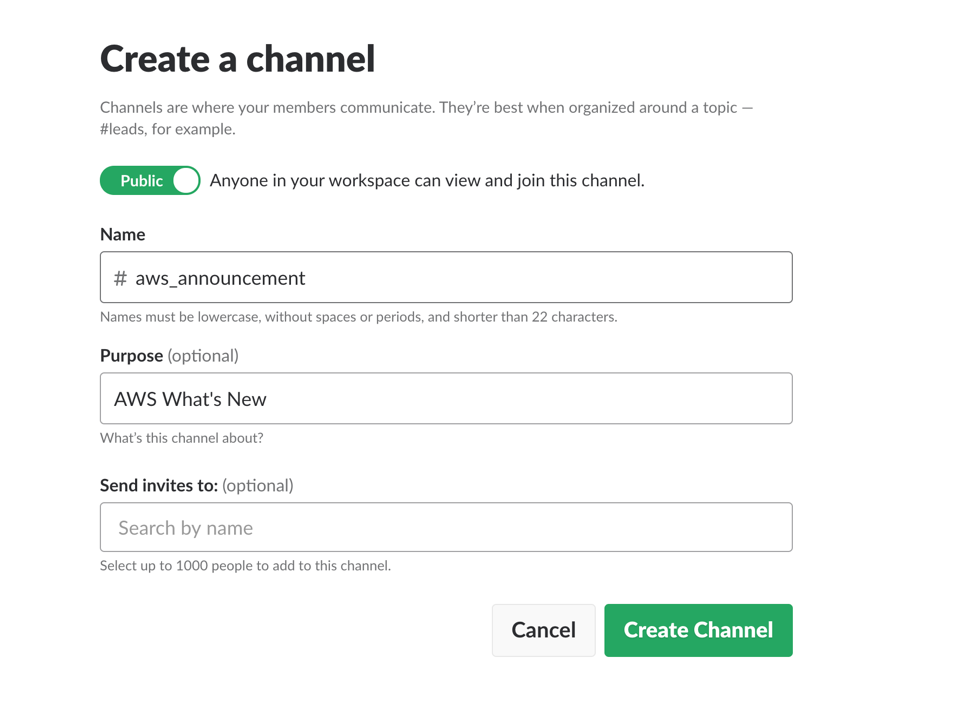 Create a channel
Channels are where your members communicate. They’re best when organized around a topic —
#leads, for example.
Public Anyone in your workspace can view and join this channel.
Name
# aws_announcement
Names must be lowercase, without spaces or periods, and shorter than 22 characters.
Purpose (optional)
AWS What's New
What’s this channel about?
Send invites to: (optional)
Search by name
Select up to 1000 people to add to this channel.
Cancel Create Channel